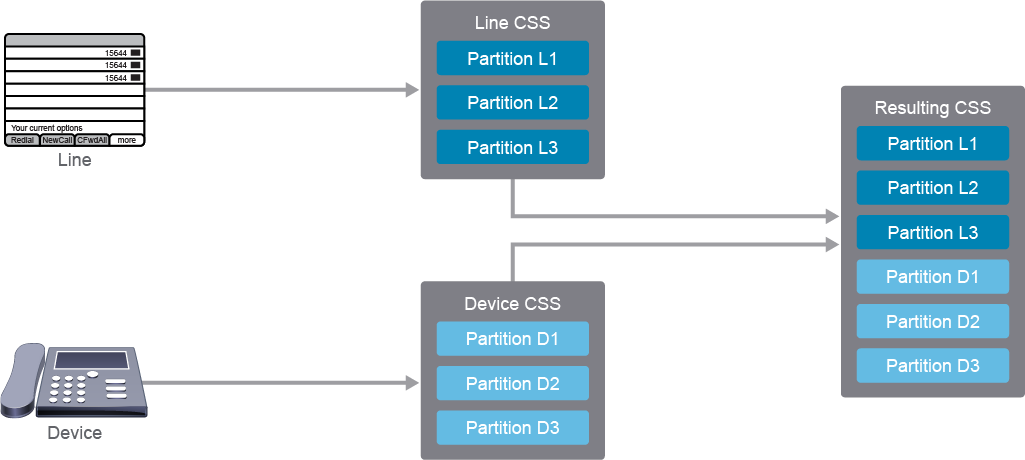 15644
15644
15644
Your current options
Redial NewCall CFwdAll more
Line
Line CSS
Partition L1
Partition L2
Partition L3
Device
Device CSS
Partition D1
Partition D2
Partition D3
Resulting CSS
Partition L1
Partition L2
Partition L3
Partition D1
Partition D2
Partition D3